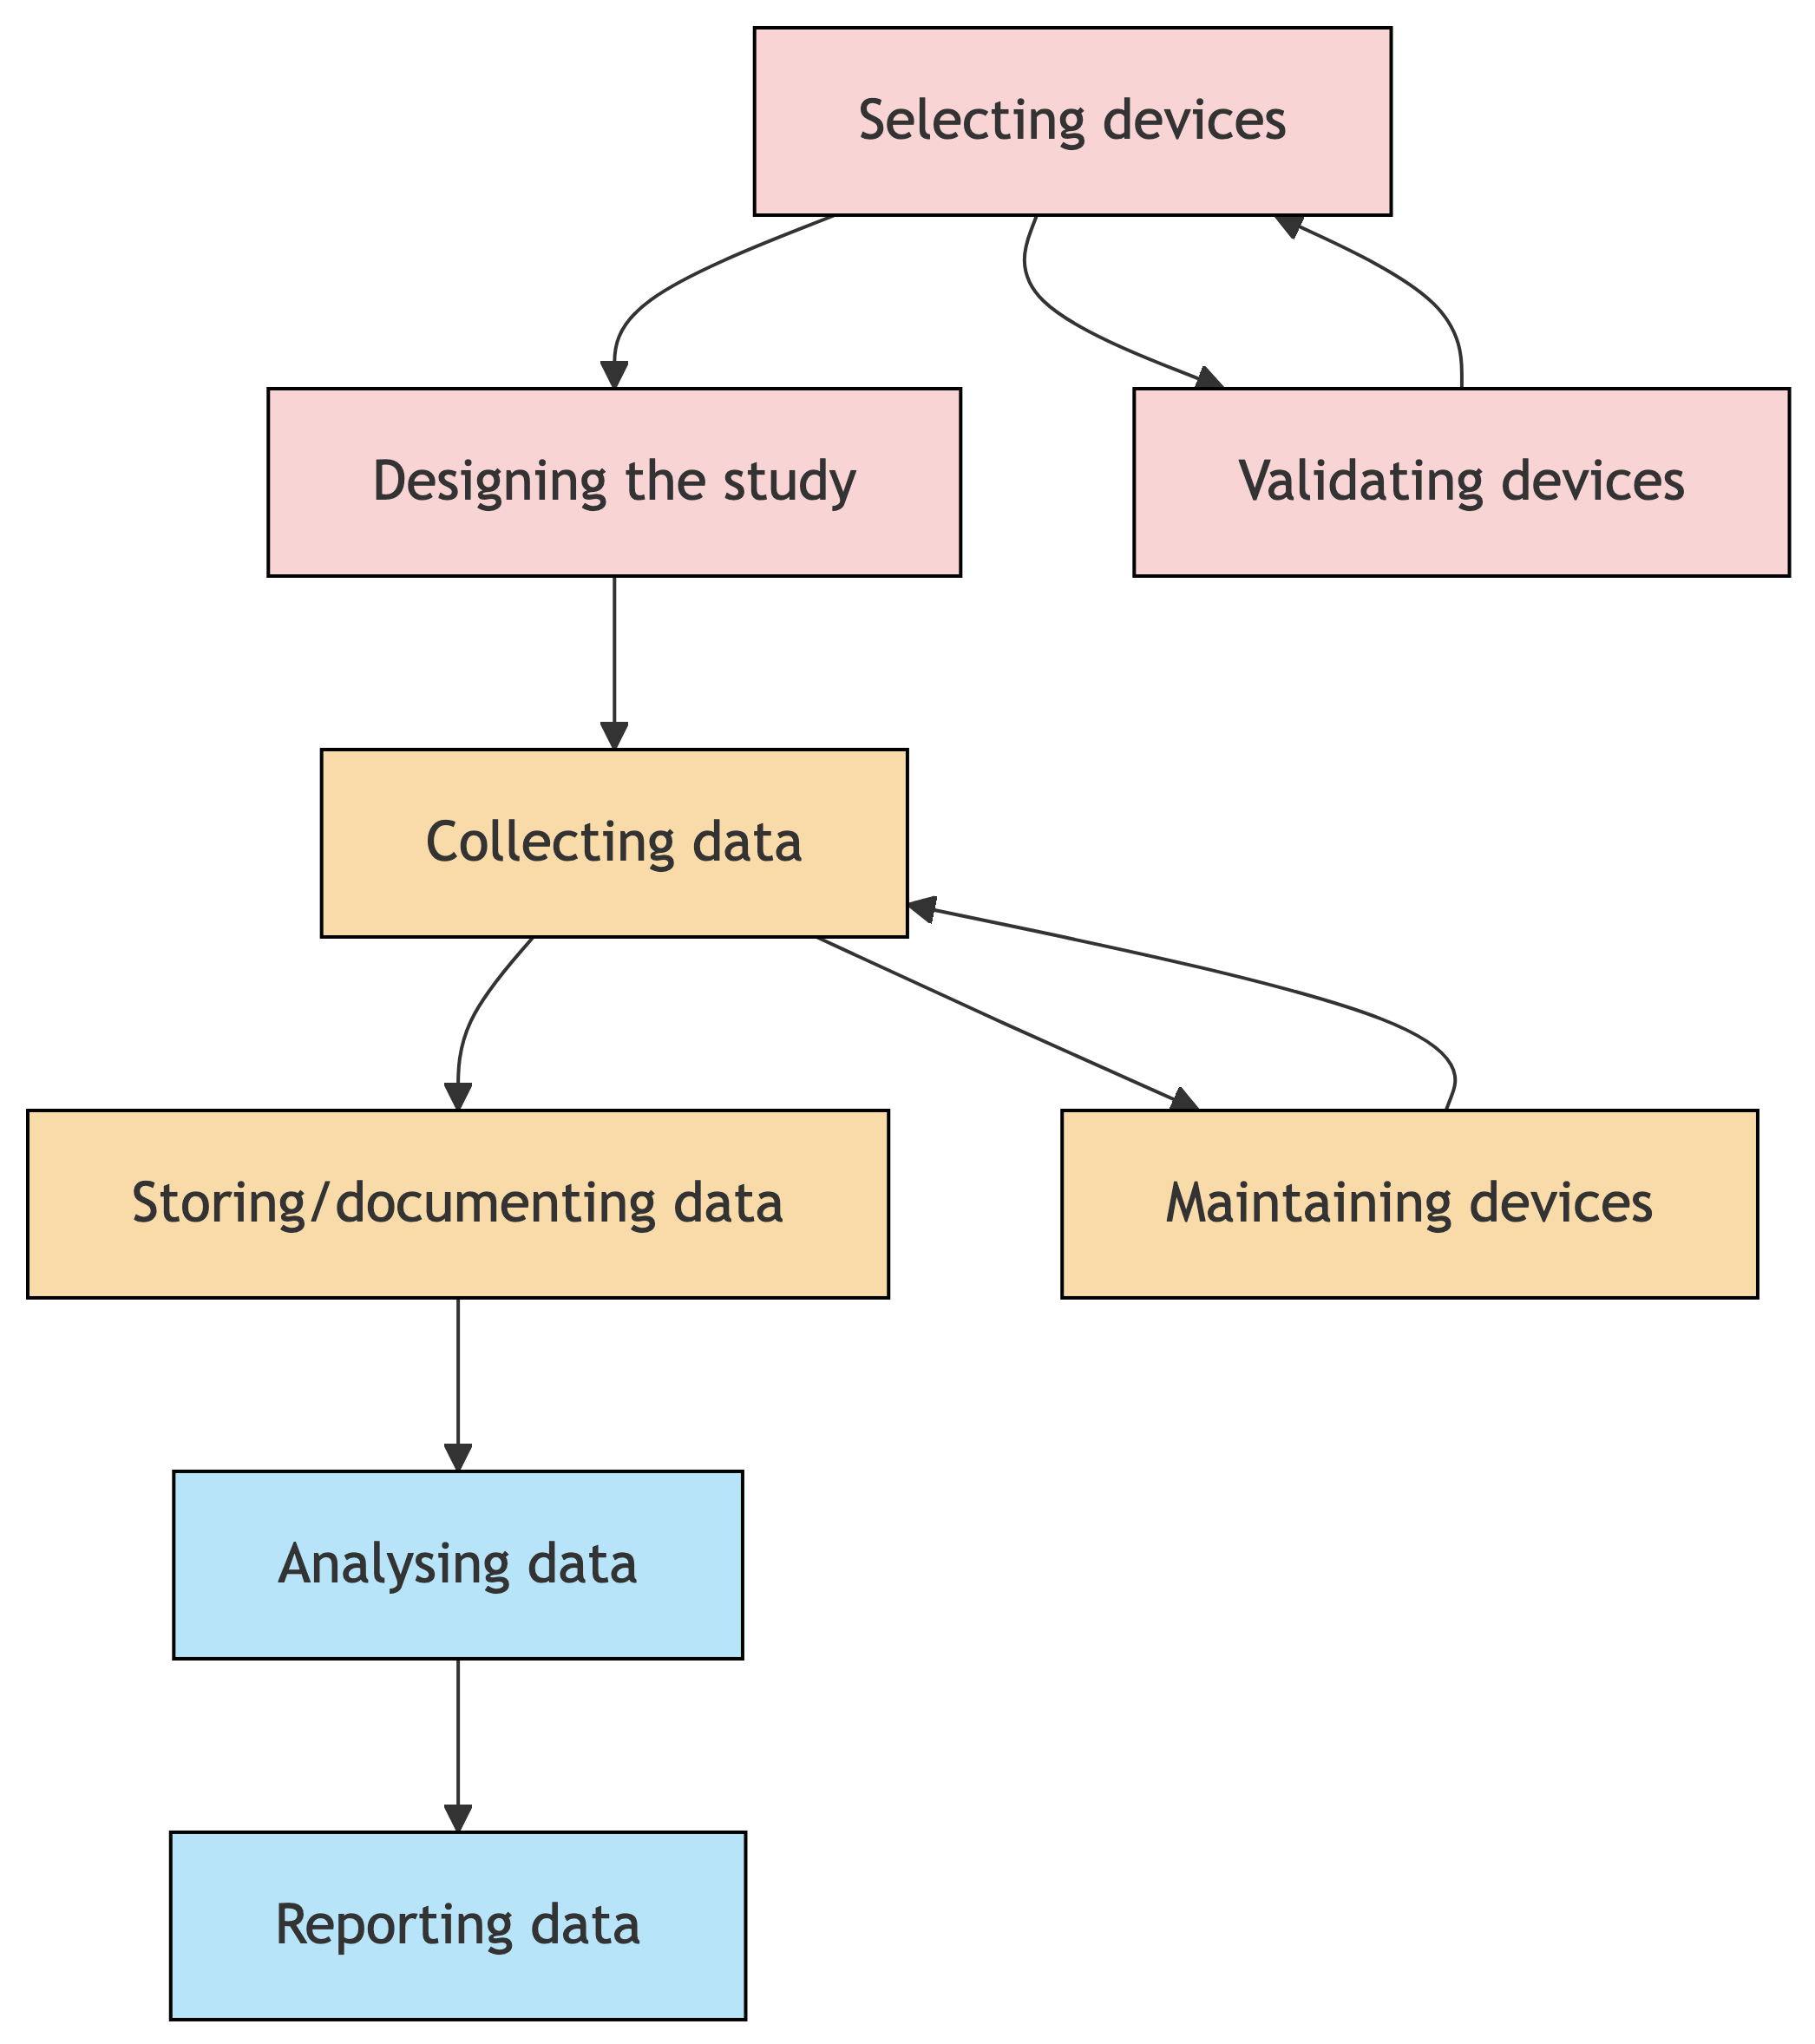 Selecting devices
Designing the study
Validating devices
Collecting data
Storing/documenting data
Maintaining devices
Analysing data
Reporting data